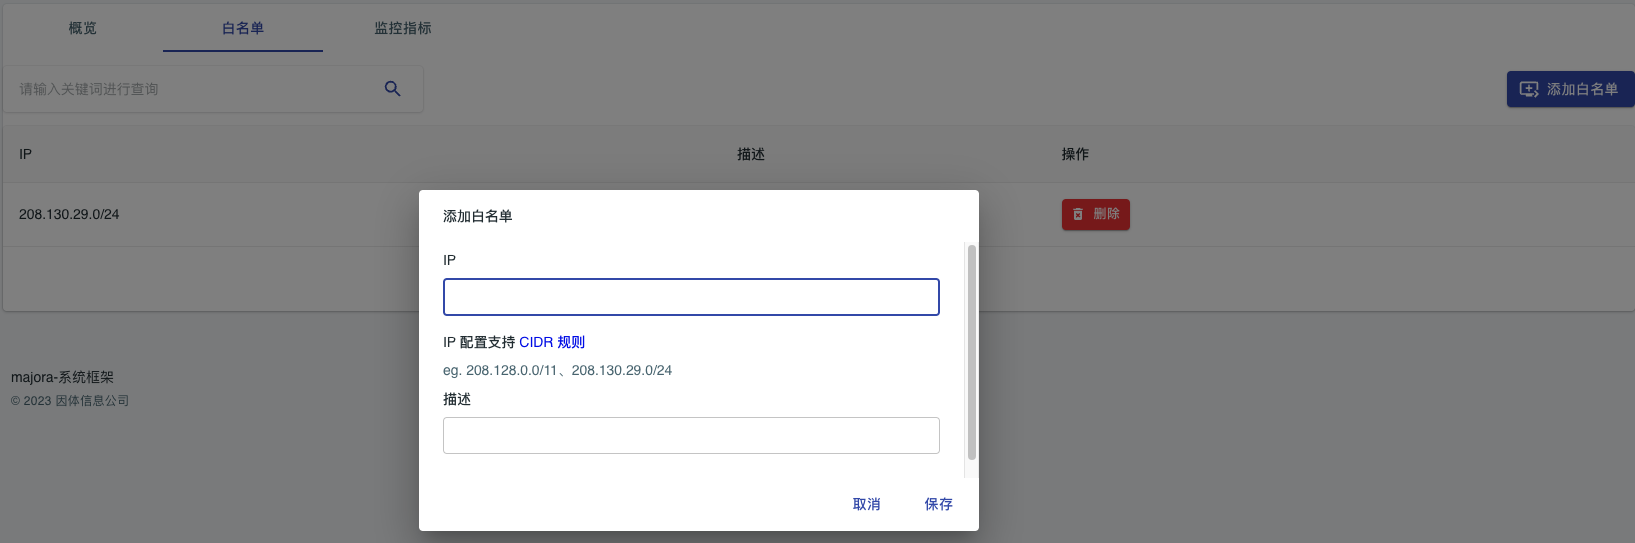 概览 白名单 监控指标
请输入关键词进行查询 添加白名单
IP 描述 操作
208.130.29.0/24 删除
添加白名单
IP
IP 配置支持 CIDR 规则
eg. 208.128.0.0/11、208.130.29.0/24
描述
取消 保存
majora-系统框架
© 2023 因体信息公司